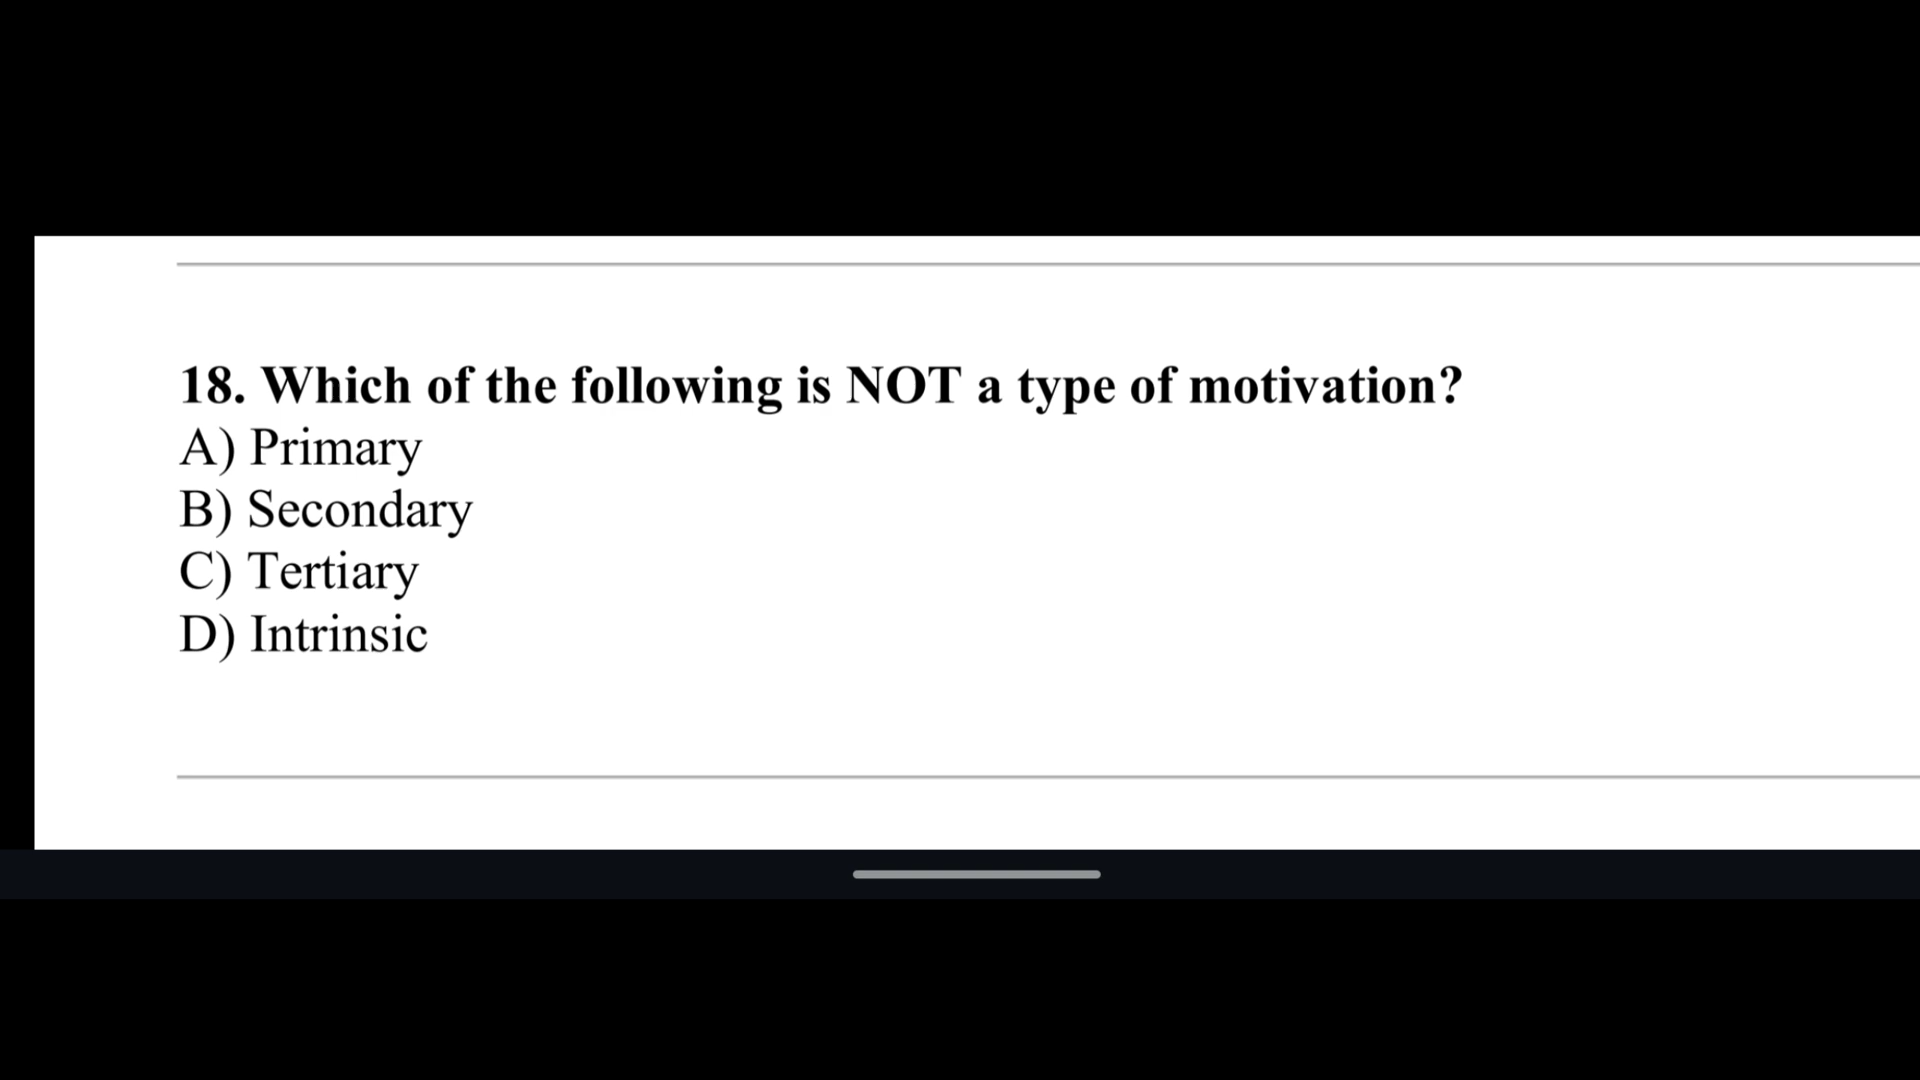 18. Which of the following is NOT a type of motivation?
A) Primary
B) Secondary
C) Tertiary
D) Intrinsic